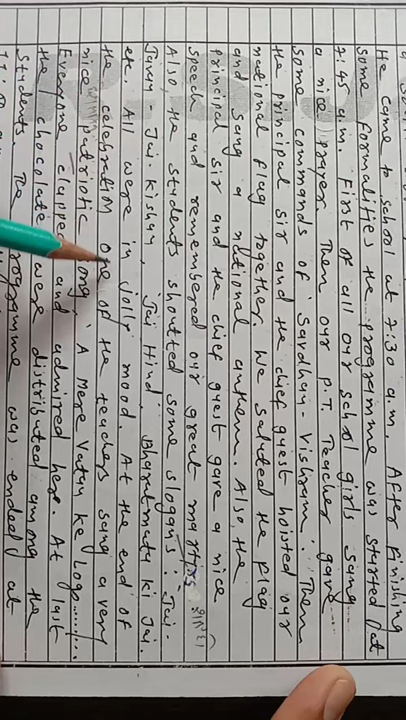 He came to school at 7:30 a.m. After finishing
some formalities the programme was started at
7:45 a.m. First of all our school girls sang
a nice prayer. Then our P.T. Teacher gave
some commands of 'Savdhan - Vishram'. Then
the principal sir and the chief guest hoisted our
national flag together. We saluted the flag
and sang a national anthem. Also, the
principal sir and the chief guest gave a nice
speech and remembered our great martyrs
Also, the students shoutted some slogans : Jai-
Javan - Jai-Kishan, Jai Hind, Bharatmata ki Jai.
etc All were in jolly mood. At the end of
the celebration one of the teachers sang a very
nice patriotic song, 'A Mere Vatan ke Logo......'
Everyone clapped and admired her. At last
the chocolates were distributed among the
students. The programme was ended at